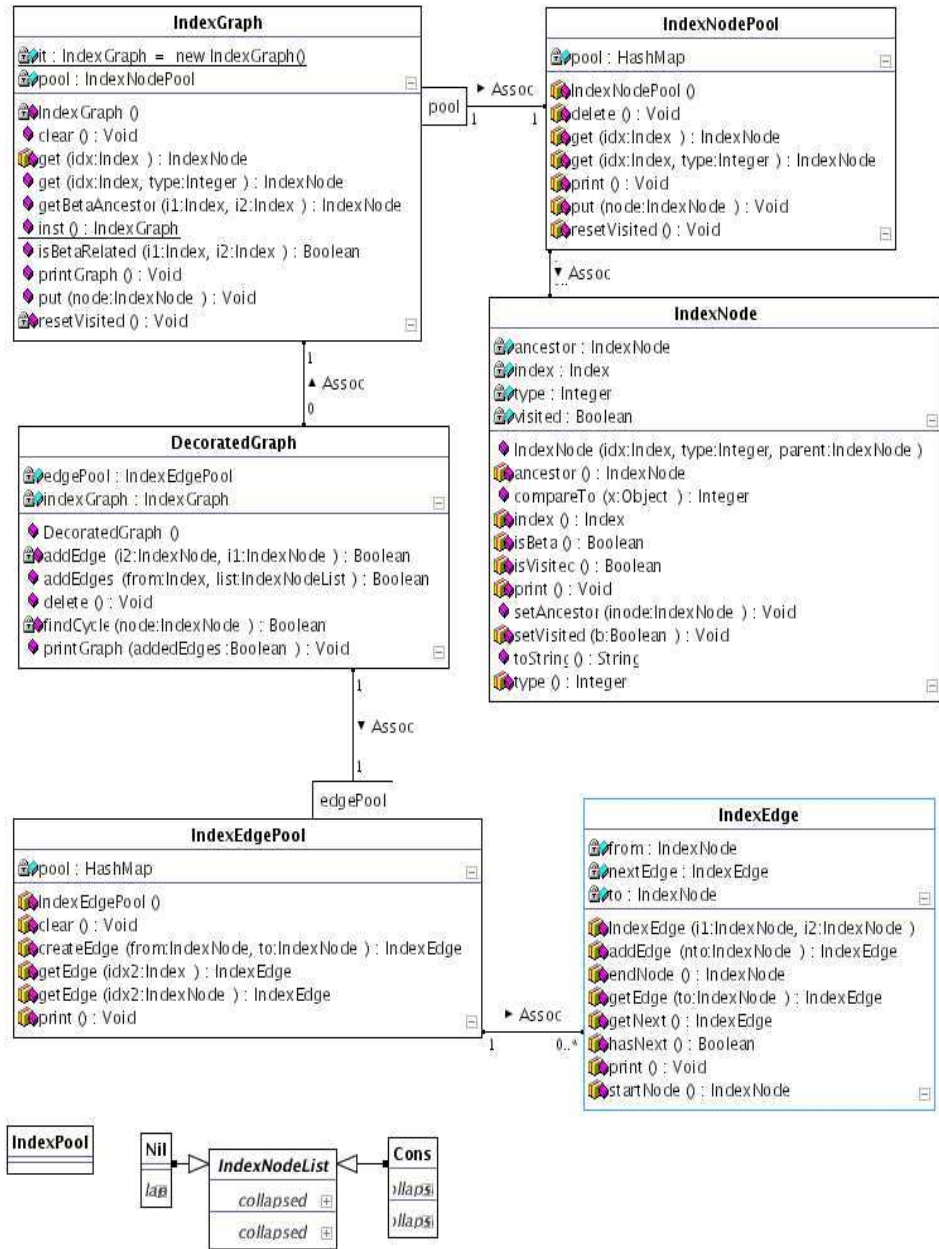 IndexGraph
it : IndexGraph = new IndexGraph()
pool : IndexNodePool
IndexGraph ()
clear () : Void
get (idx:Index ) : IndexNode
get (idx:Index, type:Integer ) : IndexNode
getBetaAncestor (i1:Index, i2:Index ) : IndexNode
inst () : IndexGraph
isBetaRelated (i1:Index, i2:Index ) : Boolean
printGraph () : Void
put (node:IndexNode ) : Void
resetVisited () : Void
pool
Assoc
1
1
IndexNodePool
pool : HashMap
IndexNodePool ()
delete () : Void
get (idx:Index ) : IndexNode
get (idx:Index, type:Integer ) : IndexNode
print () : Void
put (node:IndexNode ) : Void
resetVisited () : Void
Assoc
IndexNode
ancestor : IndexNode
index : Index
type : Integer
visited : Boolean
IndexNode (idx:Index, type:Integer, parent:IndexNode )
ancestor () : IndexNode
compareTo (x:Object ) : Integer
index () : Index
isBeta () : Boolean
isVisited () : Boolean
print () : Void
setAncestor (inode:IndexNode ) : Void
setVisited (b:Boolean ) : Void
toString () : String
type () : Integer
1
Assoc
0
DecoratedGraph
edgePool : IndexEdgePool
indexGraph : IndexGraph
DecoratedGraph ()
addEdge (i2:IndexNode, i1:IndexNode ) : Boolean
addEdges (from:Index, list:IndexNodeList ) : Boolean
delete () : Void
findCycle (node:IndexNode ) : Boolean
printGraph (addedEdges :Boolean ) : Void
1
Assoc
1
edgePool
IndexEdgePool
pool : HashMap
IndexEdgePool ()
clear () : Void
createEdge (from:IndexNode, to:IndexNode ) : IndexEdge
getEdge (idx2:Index ) : IndexEdge
getEdge (idx2:IndexNode ) : IndexEdge
print () : Void
Assoc
1
0..*
IndexEdge
from : IndexNode
nextEdge : IndexEdge
to : IndexNode
IndexEdge (i1:IndexNode, i2:IndexNode )
addEdge (nto:IndexNode ) : IndexEdge
endNode () : IndexNode
getEdge (to:IndexNode ) : IndexEdge
getNext () : IndexEdge
hasNext () : Boolean
print () : Void
startNode () : IndexNode
IndexPool
Nil
IndexNodeList
collapsed
collapsed
Cons